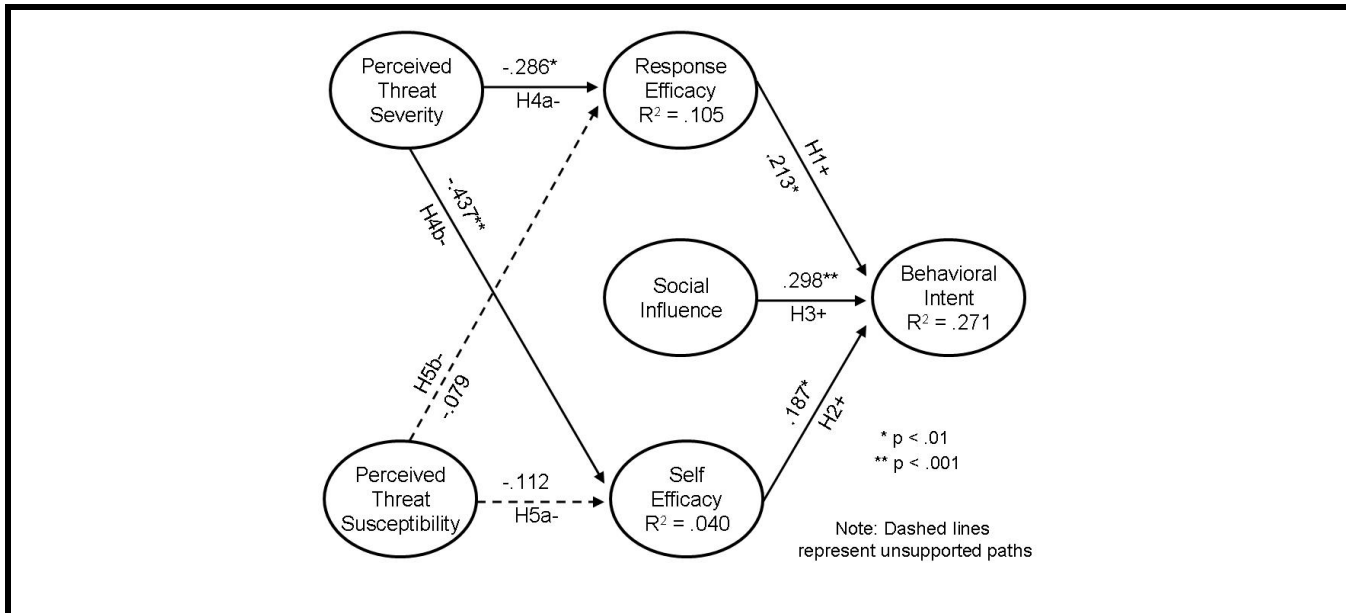 Perceived
Threat
Severity
-.286*
H4a-
Response
Efficacy
R² = .105
H1+
.213*
-.437**
H4b-
Social
Influence
.298**
H3+
Behavioral
Intent
R² = .271
H5b-
-.079
.187*
H2+
Perceived
Threat
Susceptibility
-.112
H5a-
Self
Efficacy
R² = .040
* p < .01
** p < .001
Note: Dashed lines
represent unsupported paths